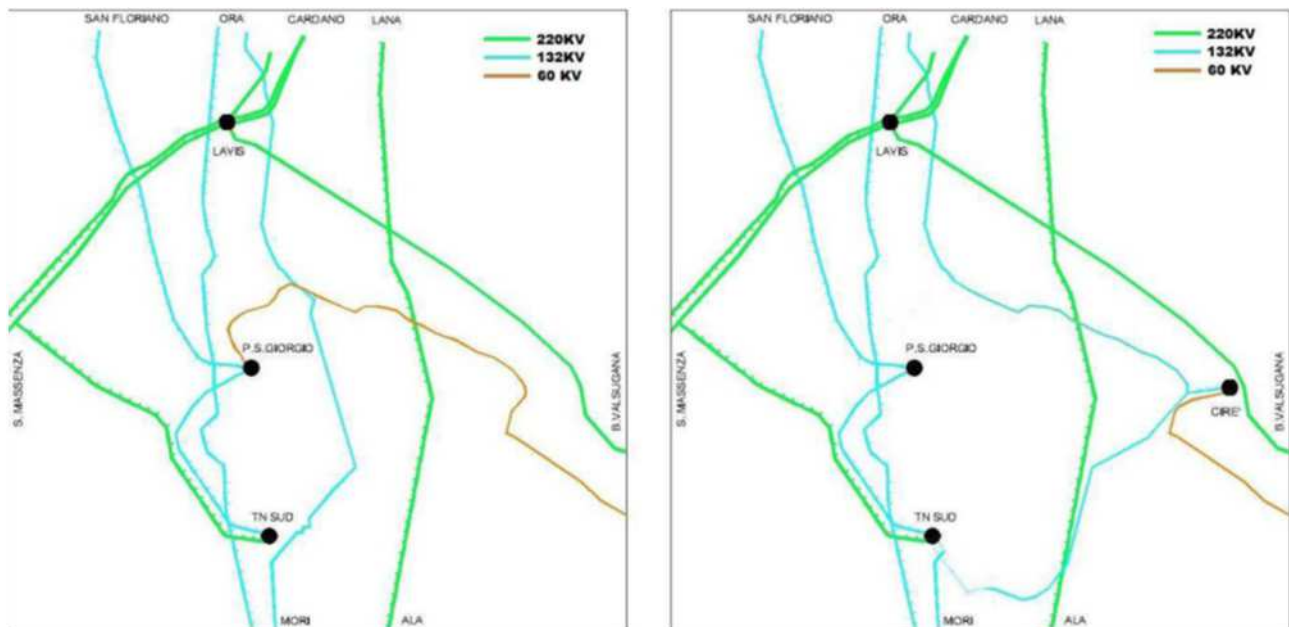 SAN FLORIANO ORA CARDANO LANA
220KV
132KV
60 KV
LAVIS
P.S.GIORGIO
S. MASSENZA
B.VALSUGANA
TN SUD
MORI ALA
SAN FLORIANO ORA CARDANO LANA
220KV
132KV
60 KV
LAVIS
P.S.GIORGIO
S. MASSENZA
CIRE'
B.VALSUGANA
TN SUD
MORI ALA